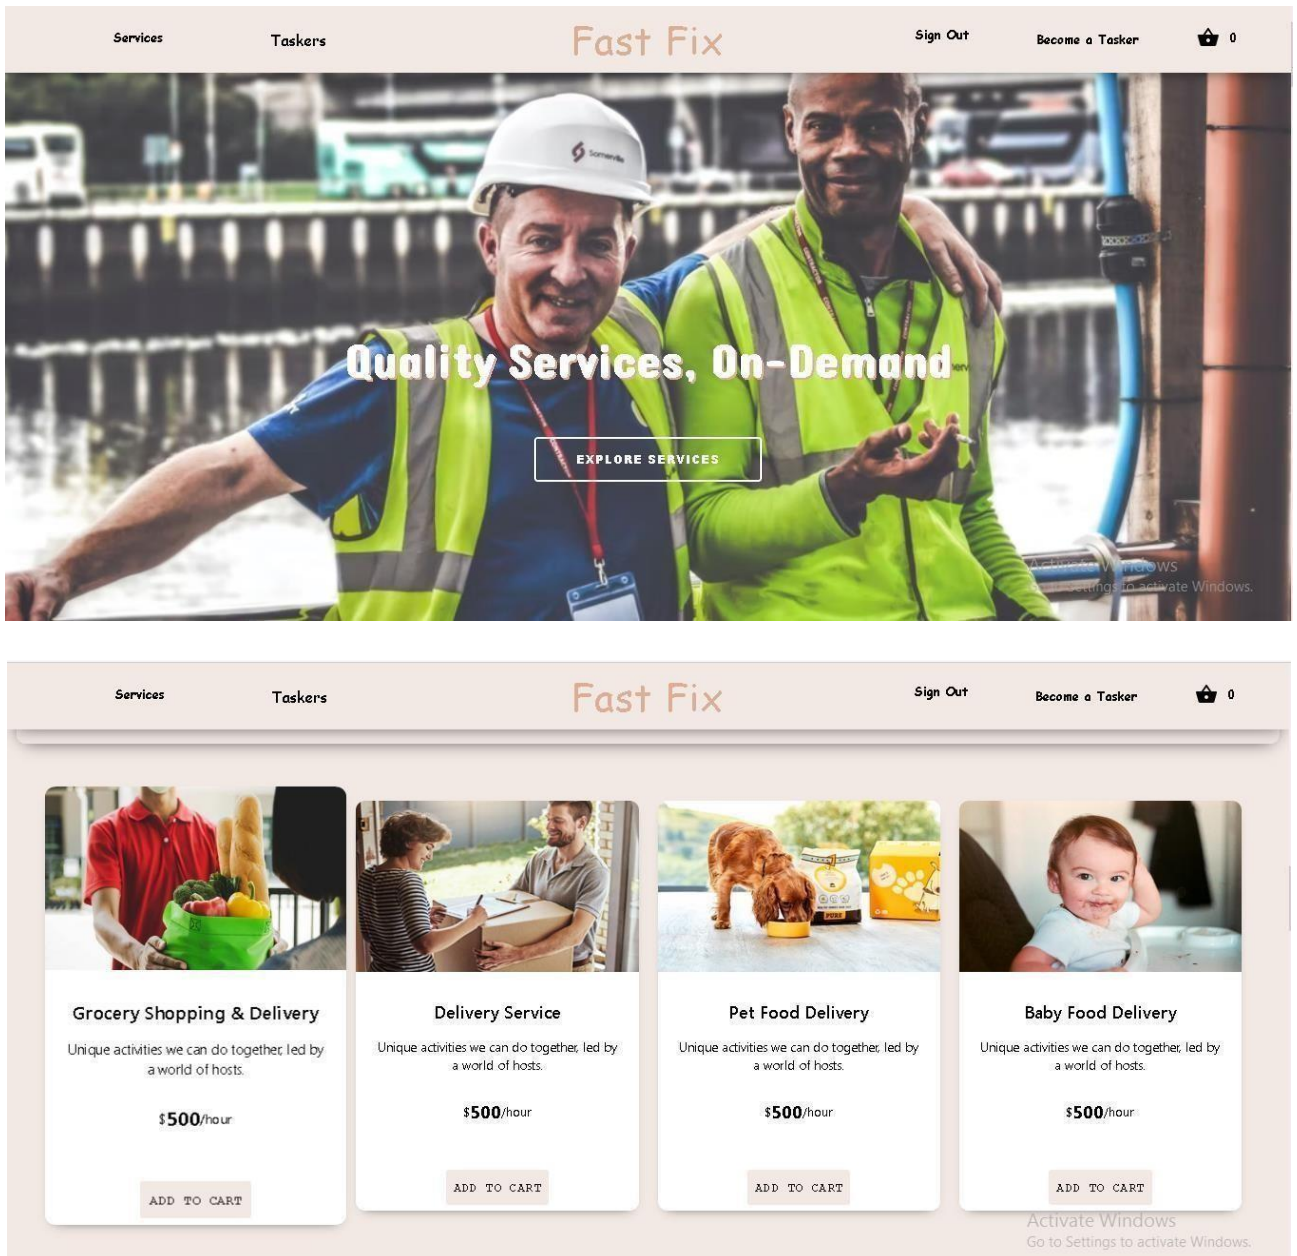 Services Taskers Fast Fix Sign Out Become a Tasker 0
Somerville
Quality Services, On-Demand
EXPLORE SERVICES
Activate Windows
Go to Settings to activate Windows.
Services Taskers Fast Fix Sign Out Become a Tasker 0
Grocery Shopping & Delivery
Unique activities we can do together, led by
a world of hosts.
$500/hour
ADD TO CART
Delivery Service
Unique activities we can do together, led by
a world of hosts.
$500/hour
ADD TO CART
PURE
Pet Food Delivery
Unique activities we can do together, led by
a world of hosts.
$500/hour
ADD TO CART
Baby Food Delivery
Unique activities we can do together, led by
a world of hosts.
$500/hour
ADD TO CART
Activate Windows
Go to Settings to activate Windows.